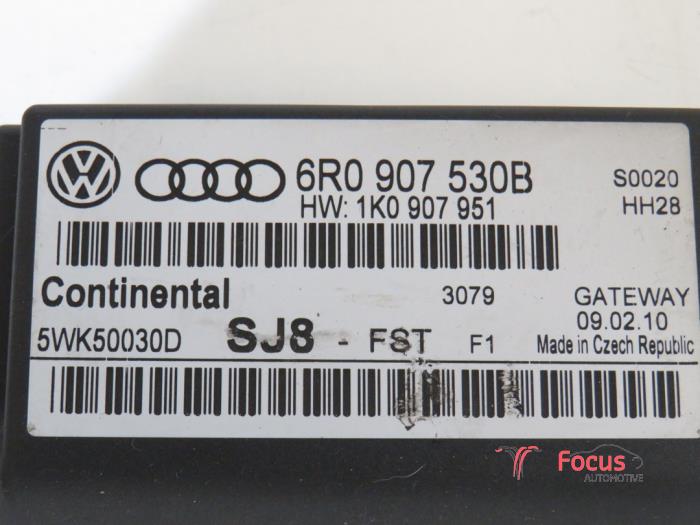 6R0 907 530B S0020
HW: 1K0 907 951 HH28
Continental 3079 GATEWAY
09.02.10
5WK50030D SJ8 - FST F1 Made in Czech Republic
Focus
AUTOMOTIVE